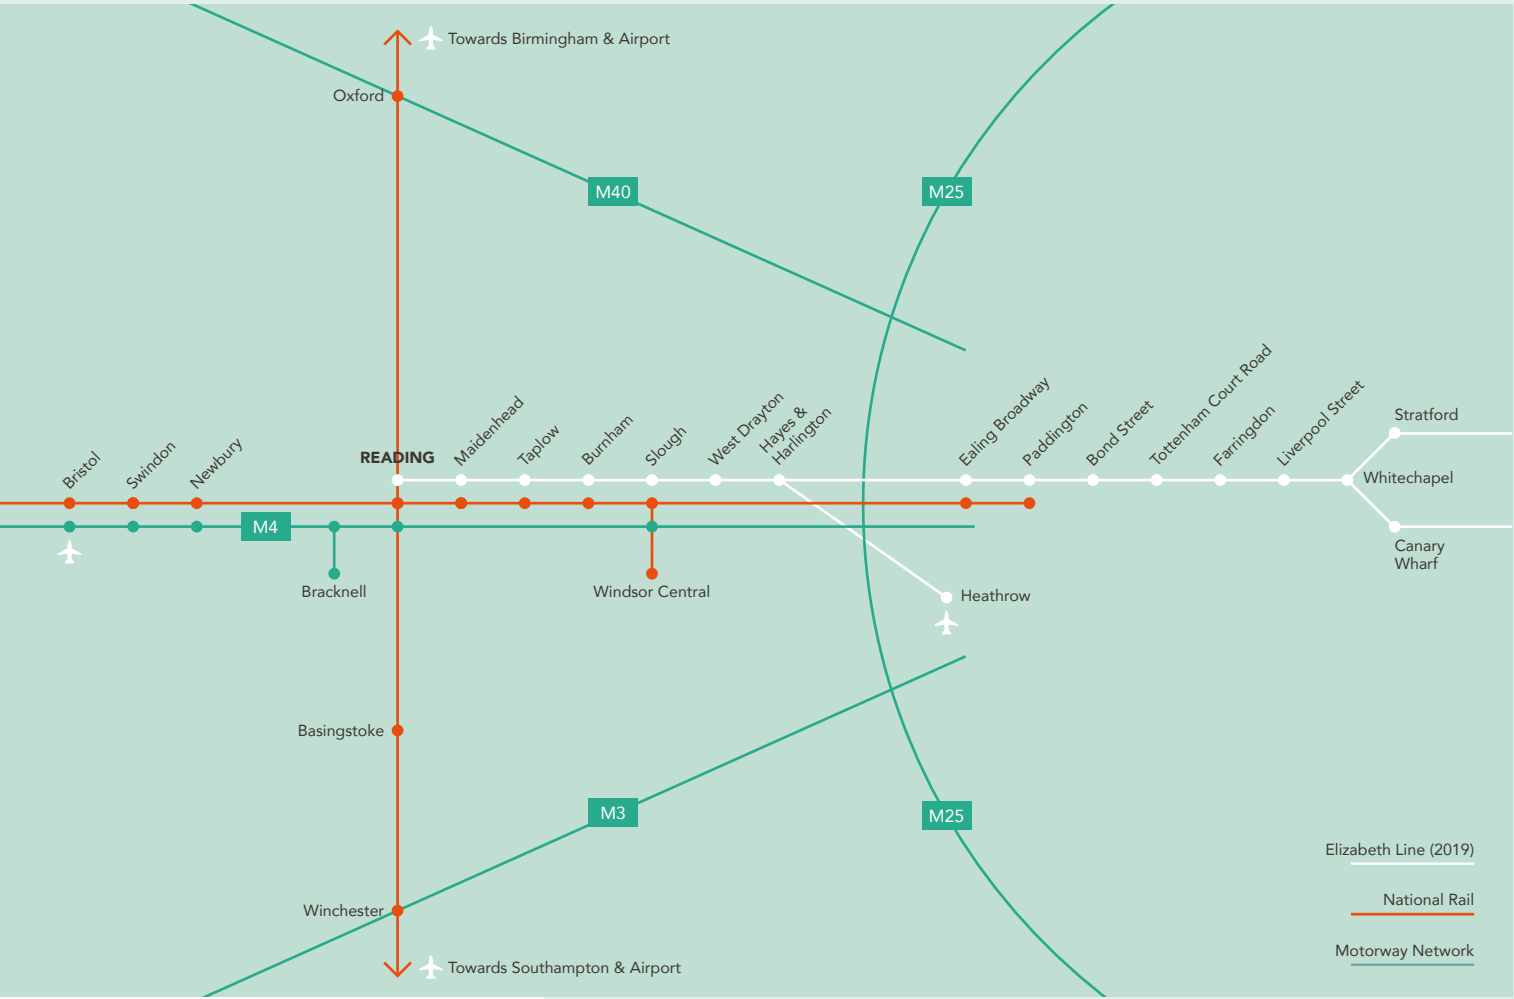 Towards Birmingham & Airport
Oxford
M40
M25
Bristol
Swindon
Newbury
READING
Maidenhead
Taplow
Burnham
Slough
West Drayton
Hayes &
Harlington
Ealing Broadway
Paddington
Bond Street
Tottenham Court Road
Farringdon
Liverpool Street
Stratford
Whitechapel
M4
Canary
Wharf
Bracknell
Windsor Central
Heathrow
Basingstoke
M3
M25
Elizabeth Line (2019)
National Rail
Winchester
Motorway Network
Towards Southampton & Airport